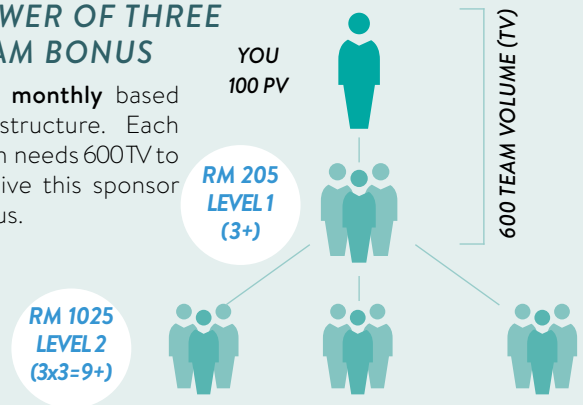 WER OF THREE
AM BONUS
monthly based
structure. Each
needs 600TV to
ive this sponsor
us.
YOU
100 PV
RM 205
LEVEL 1
(3+)
RM 1025
LEVEL 2
(3x3=9+)
600 TEAM VOLUME (TV)